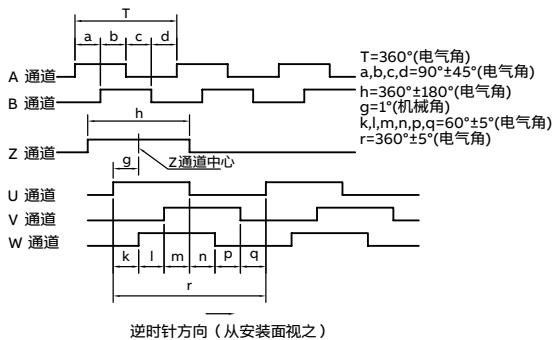 T
a b c d
A 通道
B 通道
h
Z 通道
g
Z通道中心
U 通道
V 通道
W 通道
k l m n p q
r
T=360°(电气角)
a,b,c,d=90°±45°(电气角)
h=360°±180°(电气角)
g=1°(机械角)
k,l,m,n,p,q=60°±5°(电气角)
r=360°±5°(电气角)
逆时针方向（从安装面视之）